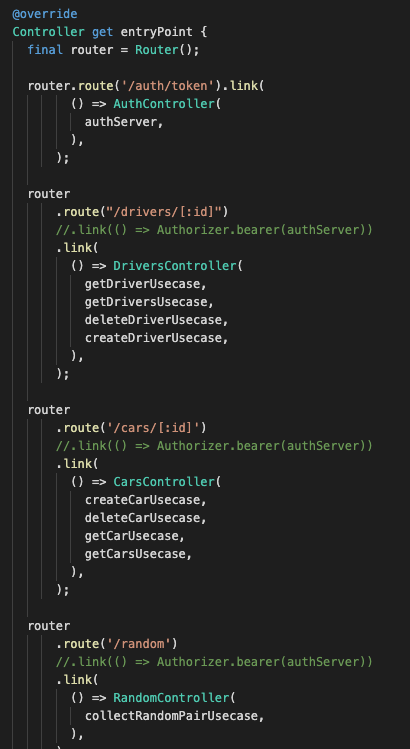 @override
Controller get entryPoint {
  final router = Router();

  router.route('/auth/token').link(
        () => AuthController(
          authServer,
        ),
      );

  router
      .route("/drivers/[:id]")
      //.link(() => Authorizer.bearer(authServer))
      .link(
        () => DriversController(
          getDriverUsecase,
          getDriversUsecase,
          deleteDriverUsecase,
          createDriverUsecase,
        ),
      );

  router
      .route('/cars/[:id]')
      //.link(() => Authorizer.bearer(authServer))
      .link(
        () => CarsController(
          createCarUsecase,
          deleteCarUsecase,
          getCarUsecase,
          getCarsUsecase,
        ),
      );

  router
      .route('/random')
      //.link(() => Authorizer.bearer(authServer))
      .link(
        () => RandomController(
          collectRandomPairUsecase,
        ),